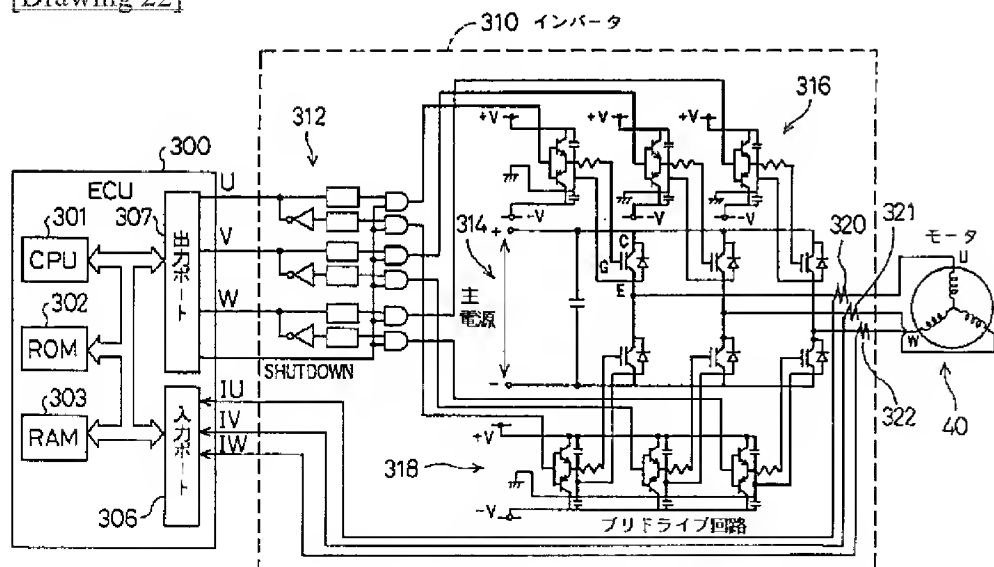 [Drawing 22]
310 インバータ
312
316
+V
+V
+V
300
ECU
U
301
307
CPU
出力ポート
V
-V
-V
-V
314
+
C
320
321
モータ
U
G
主電源
E
302
W
ROM
W
SHUTDOWN
-
322
40
303
IU
RAM
入力ポート
IV
+V
IW
318
306
-V
プリドライブ回路